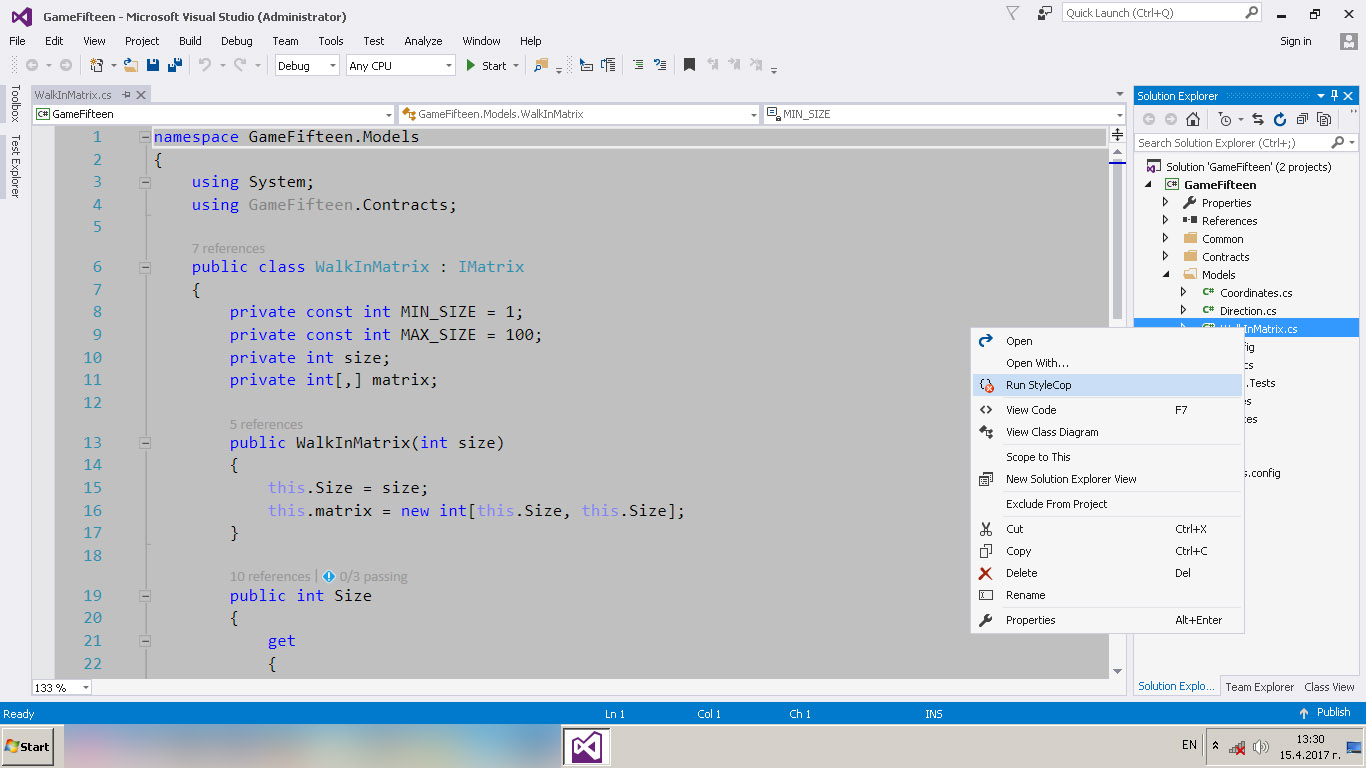 GameFifteen - Microsoft Visual Studio (Administrator)
Quick Launch (Ctrl+Q)
File Edit View Project Build Debug Team Tools Test Analyze Window Help
Sign in
Debug Any CPU Start
Toolbox
Test Explorer
WalkInMatrix.cs
GameFifteen GameFifteen.Models.WalkInMatrix MIN_SIZE
1 namespace GameFifteen.Models
2 {
3 using System;
4 using GameFifteen.Contracts;
5
7 references
6 public class WalkInMatrix : IMatrix
7 {
8 private const int MIN_SIZE = 1;
9 private const int MAX_SIZE = 100;
10 private int size;
11 private int[,] matrix;
12
5 references
13 public WalkInMatrix(int size)
14 {
15 this.Size = size;
16 this.matrix = new int[this.Size, this.Size];
17 }
18
10 references | 0/3 passing
19 public int Size
20 {
21 get
22 {
133 %
Solution Explorer
Search Solution Explorer (Ctrl+;)
Solution 'GameFifteen' (2 projects)
GameFifteen
Properties
References
Common
Contracts
Models
Coordinates.cs
Direction.cs
WalkInMatrix.cs
fig
cs
.Tests
es
ces
s.config
Open
Open With...
Run StyleCop
View Code F7
View Class Diagram
Scope to This
New Solution Explorer View
Exclude From Project
Cut Ctrl+X
Copy Ctrl+C
Delete Del
Rename
Properties Alt+Enter
Solution Explo... Team Explorer Class View
Ready Ln 1 Col 1 Ch 1 INS Publish
Start
EN
13:30
15.4.2017 г.